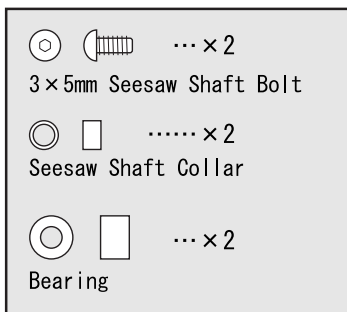 … × 2
3 × 5mm Seesaw Shaft Bolt
…… × 2
Seesaw Shaft Collar
… × 2
Bearing